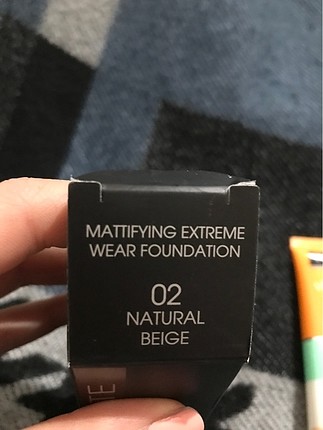 MATTIFYING EXTREME
WEAR FOUNDATION
02
NATURAL
BEIGE